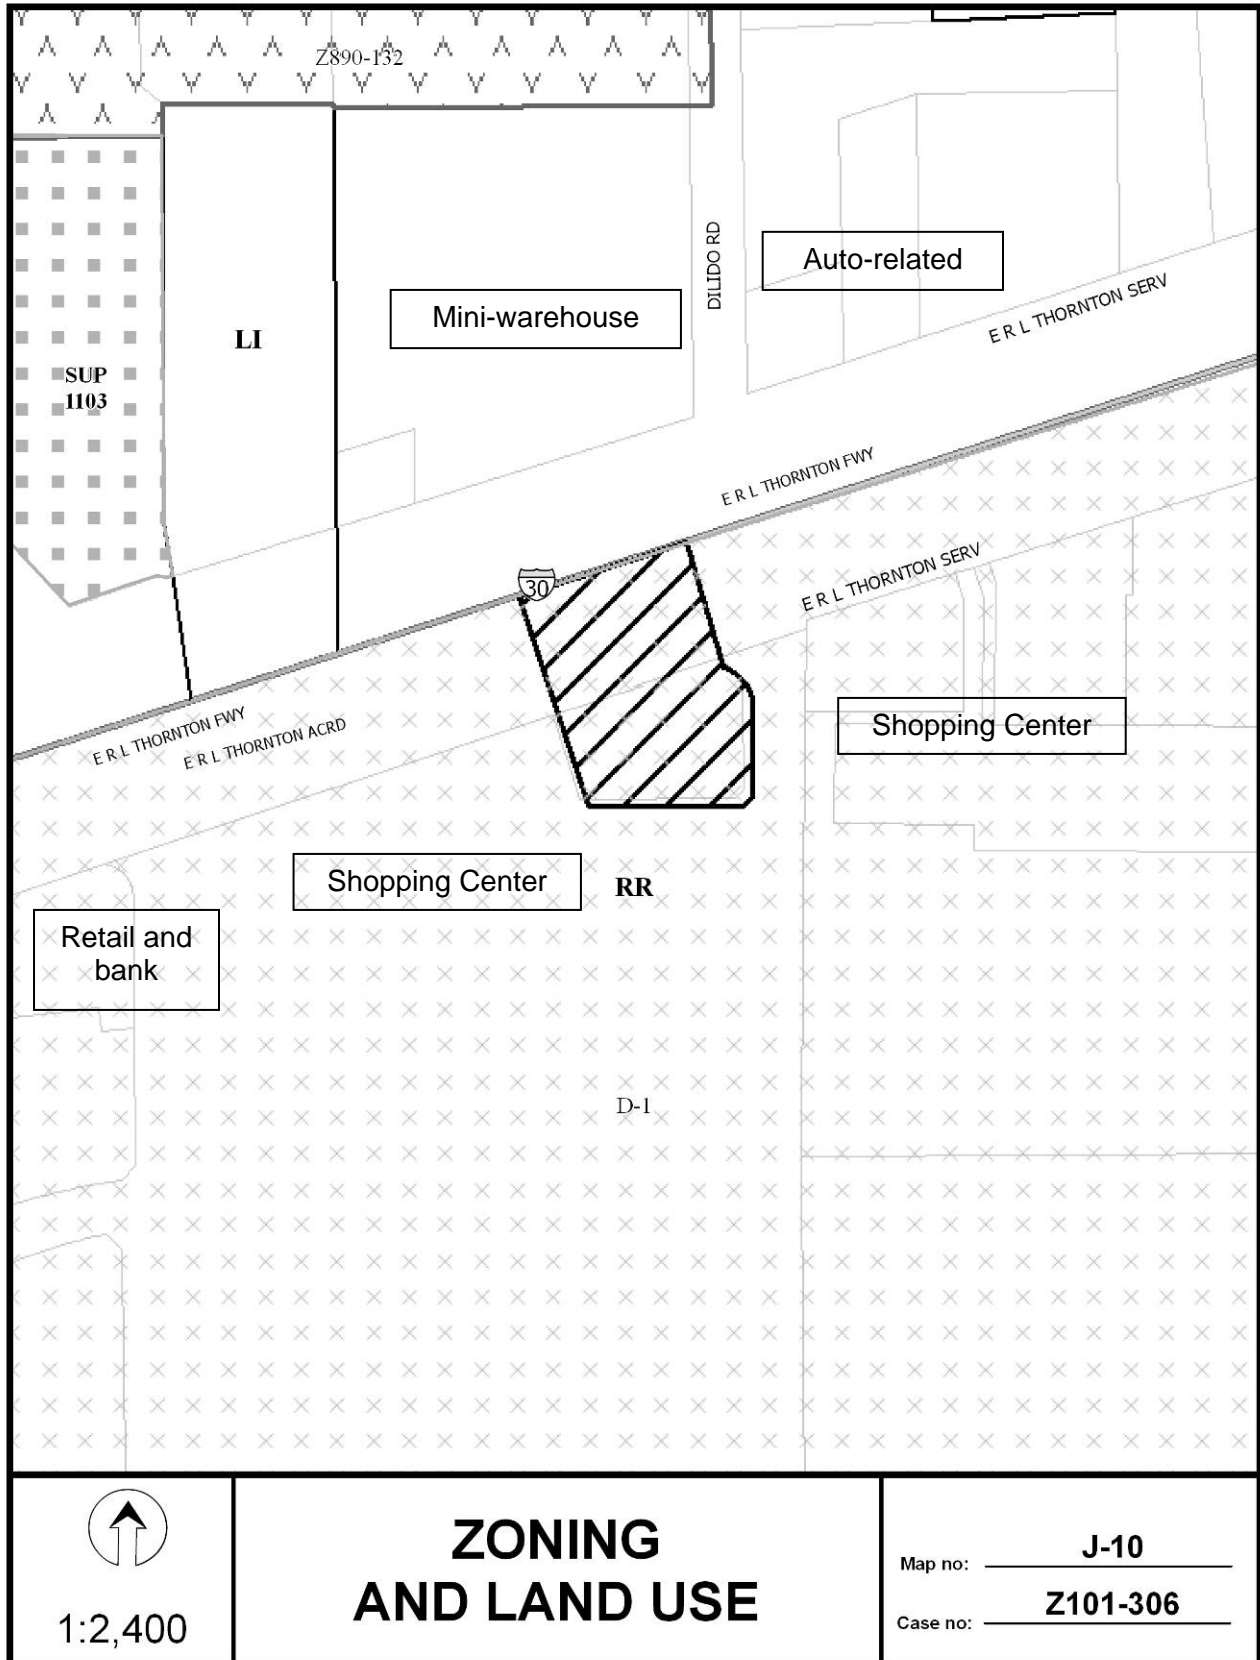 Z890-132
DILIDO RD
Auto-related
E R L THORNTON SERV
Mini-warehouse
LI
SUP
1103
E R L THORNTON FWY
30
E R L THORNTON SERV
E R L THORNTON FWY
E R L THORNTON ACRD
Shopping Center
Shopping Center
RR
Retail and
bank
D-1
1:2,400
ZONING
AND LAND USE
Map no: J-10
Case no: Z101-306